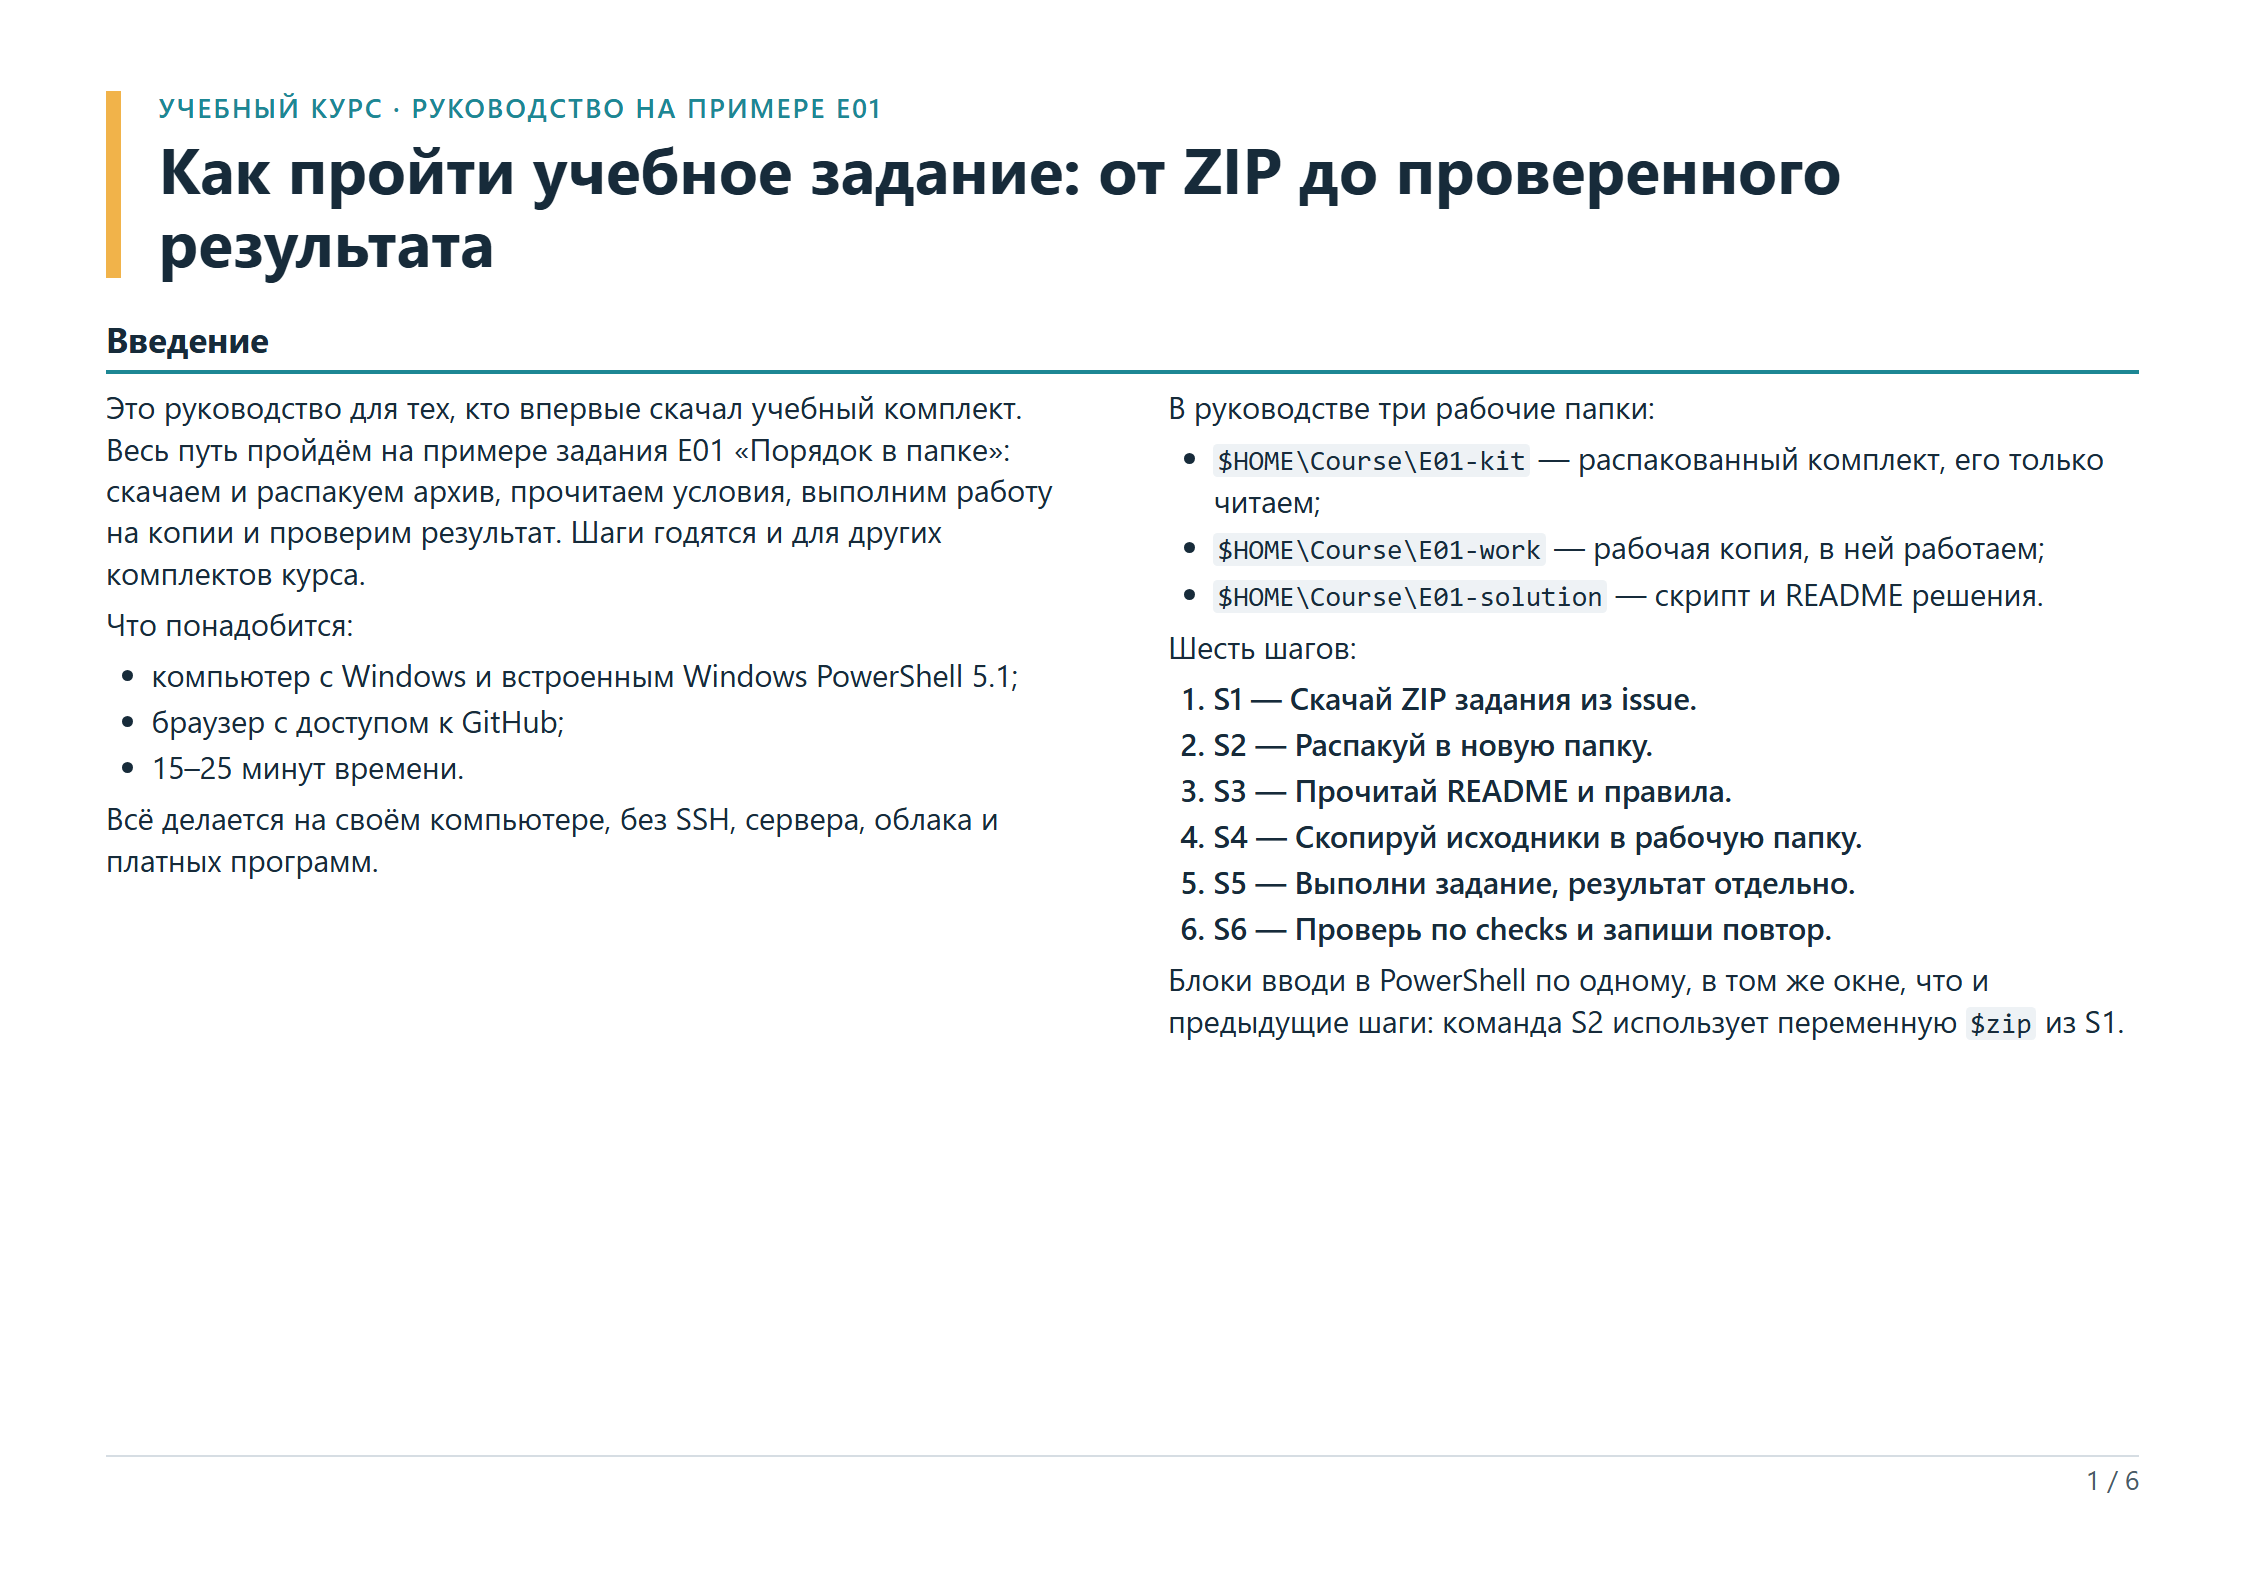 УЧЕБНЫЙ КУРС · РУКОВОДСТВО НА ПРИМЕРЕ E01
Как пройти учебное задание: от ZIP до проверенного
результата
Введение
Это руководство для тех, кто впервые скачал учебный комплект.
Весь путь пройдём на примере задания E01 «Порядок в папке»:
скачаем и распакуем архив, прочитаем условия, выполним работу
на копии и проверим результат. Шаги годятся и для других
комплектов курса.
Что понадобится:
• компьютер с Windows и встроенным Windows PowerShell 5.1;
• браузер с доступом к GitHub;
• 15–25 минут времени.
Всё делается на своём компьютере, без SSH, сервера, облака и
платных программ.
В руководстве три рабочие папки:
• $HOME\Course\E01-kit — распакованный комплект, его только
читаем;
• $HOME\Course\E01-work — рабочая копия, в ней работаем;
• $HOME\Course\E01-solution — скрипт и README решения.
Шесть шагов:
1. S1 — Скачай ZIP задания из issue.
2. S2 — Распакуй в новую папку.
3. S3 — Прочитай README и правила.
4. S4 — Скопируй исходники в рабочую папку.
5. S5 — Выполни задание, результат отдельно.
6. S6 — Проверь по checks и запиши повтор.
Блоки вводи в PowerShell по одному, в том же окне, что и
предыдущие шаги: команда S2 использует переменную $zip из S1.
1 / 6